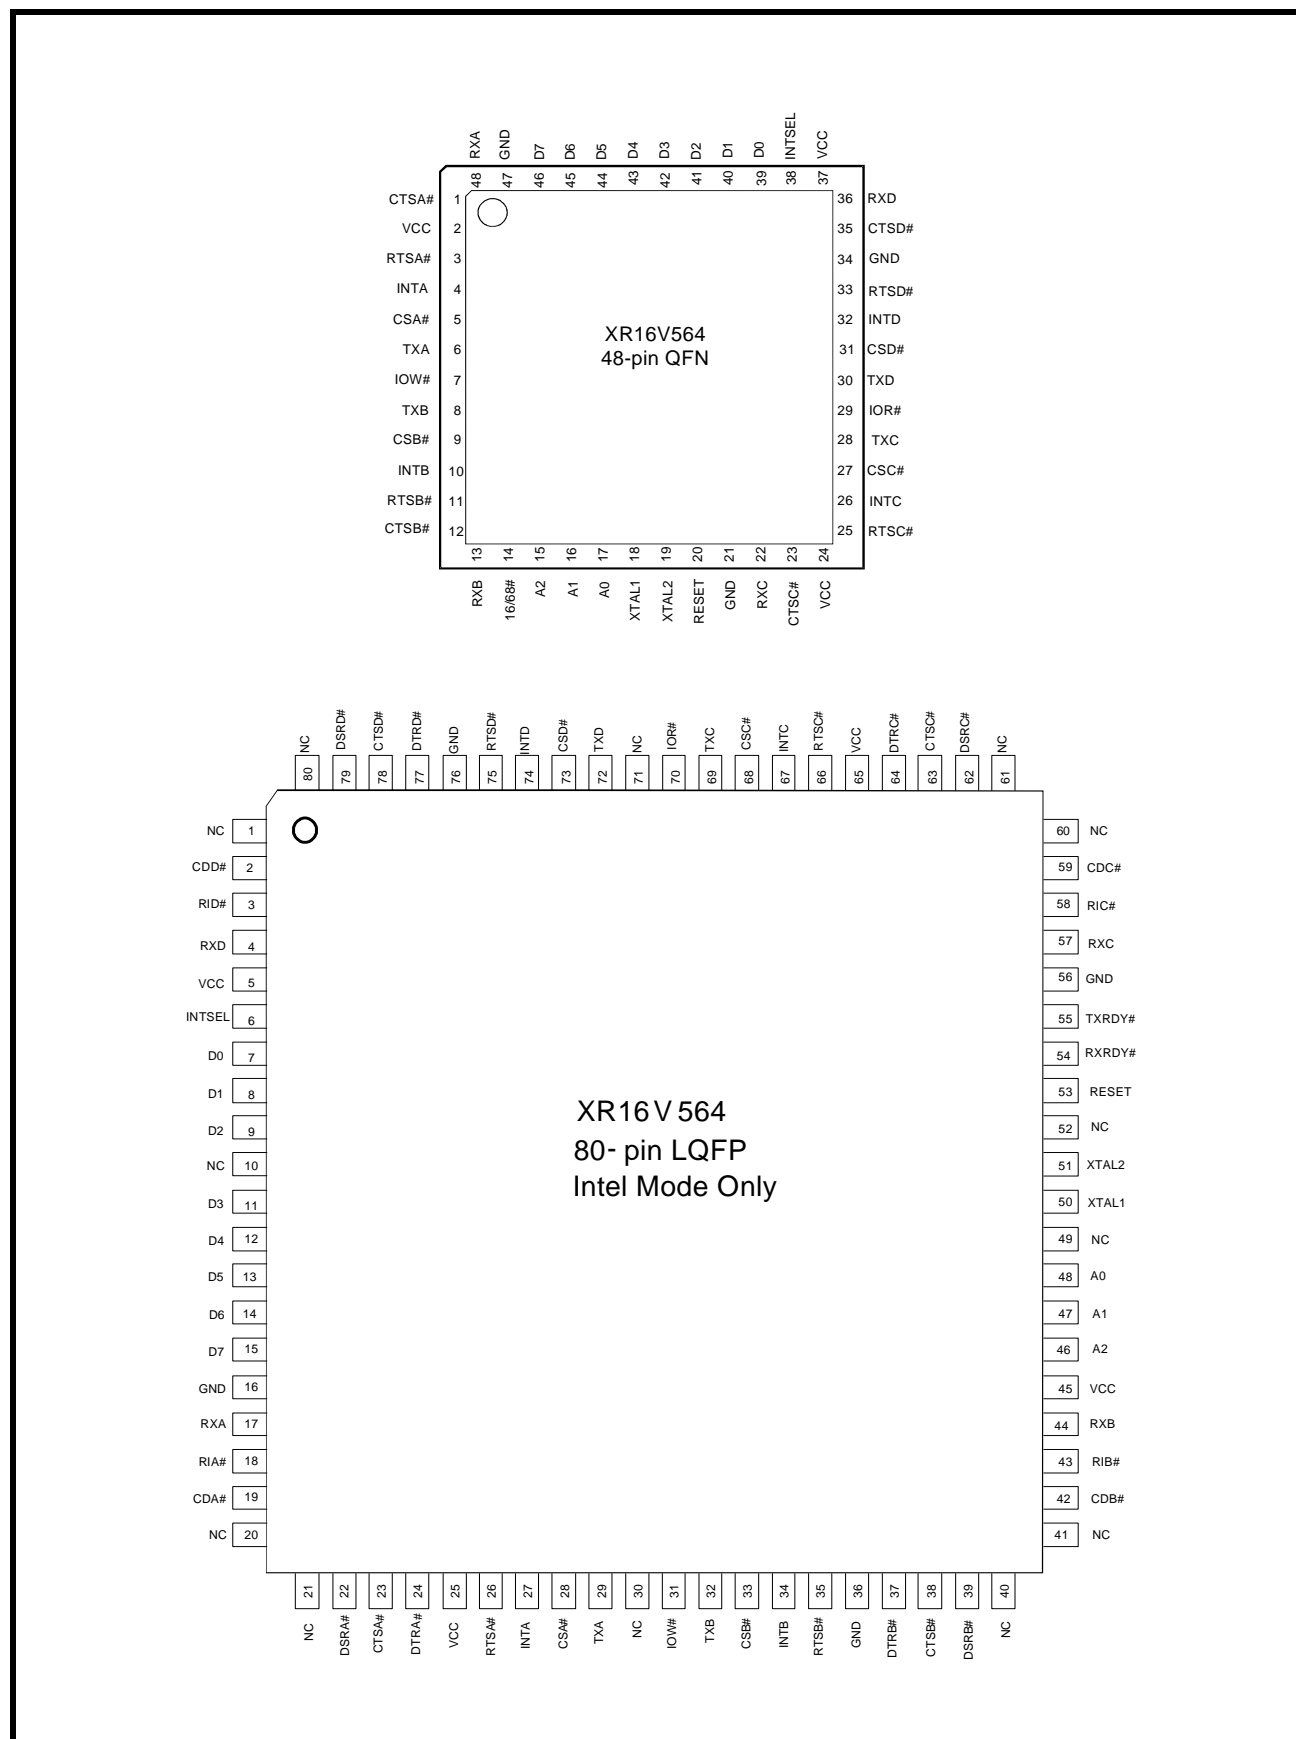 RXA GND D7 D6 D5 D4 D3 D2 D1 D0 INTSEL VCC
48 47 46 45 44 43 42 41 40 39 38 37
CTSA# 1 36 RXD
VCC 2 35 CTSD#
RTSA# 3 34 GND
INTA 4 33 RTSD#
CSA# 5 32 INTD
XR16V564
TXA 6 31 CSD#
48-pin QFN
IOW# 7 30 TXD
TXB 8 29 IOR#
CSB# 9 28 TXC
INTB 10 27 CSC#
RTSB# 11 26 INTC
CTSB# 12 25 RTSC#
13 14 15 16 17 18 19 20 21 22 23 24
RXB 16/68# A2 A1 A0 XTAL1 XTAL2 RESET GND RXC CTSC# VCC
NC DSRD# CTSD# DTRD# GND RTSD# INTD CSD# TXD NC IOR# TXC CSC# INTC RTSC# VCC DTRC# CTSC# DSRC# NC
80 79 78 77 76 75 74 73 72 71 70 69 68 67 66 65 64 63 62 61
NC 1 60 NC
CDD# 2 59 CDC#
RID# 3 58 RIC#
RXD 4 57 RXC
VCC 5 56 GND
INTSEL 6 55 TXRDY#
D0 7 54 RXRDY#
D1 8 53 RESET
XR16V564
D2 9 52 NC
80- pin LQFP
NC 10 51 XTAL2
Intel Mode Only
D3 11 50 XTAL1
D4 12 49 NC
D5 13 48 A0
D6 14 47 A1
D7 15 46 A2
GND 16 45 VCC
RXA 17 44 RXB
RIA# 18 43 RIB#
CDA# 19 42 CDB#
NC 20 41 NC
21 22 23 24 25 26 27 28 29 30 31 32 33 34 35 36 37 38 39 40
NC DSRA# CTSA# DTRA# VCC RTSA# INTA CSA# TXA NC IOW# TXB CSB# INTB RTSB# GND DTRB# CTSB# DSRB# NC